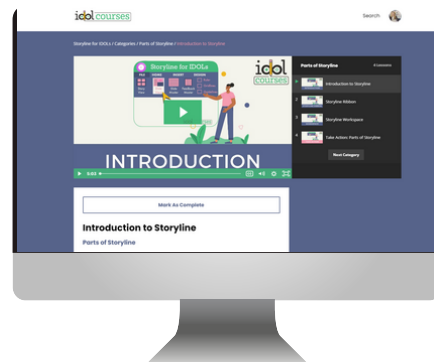 idol courses
Search
Storyline for IDOLs / Categories / Parts of Storyline / Introduction to Storyline
Storyline for IDOLs
idol
COURSES
INTRODUCTION
Parts of Storyline
4 Lessons
Introduction to Storyline
Storyline Ribbon
Storyline Workspace
Take Action: Parts of Storyline
Next Category
Mark As Complete
Introduction to Storyline
Parts of Storyline